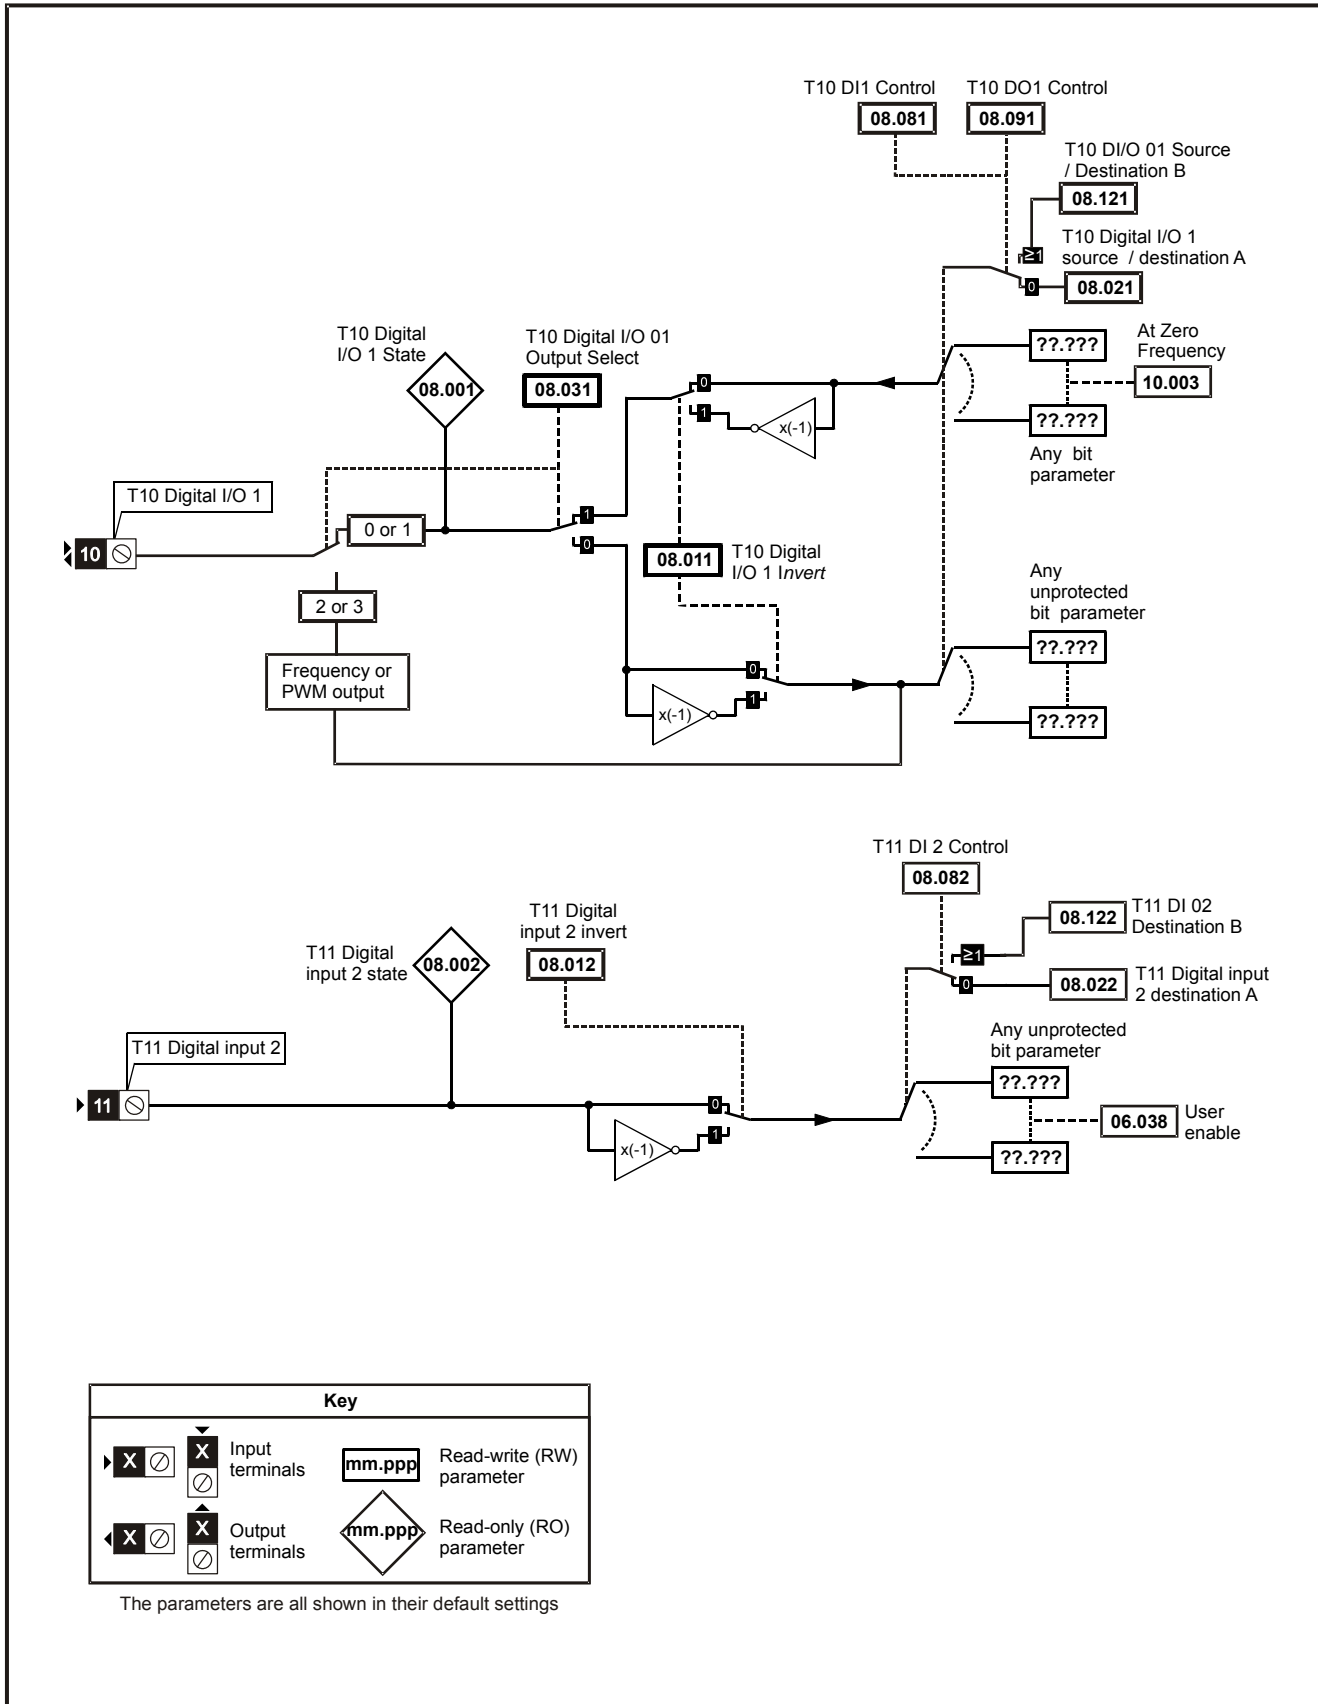 T10 DI1 Control
T10 DO1 Control
08.081
08.091
T10 DI/O 01 Source
/ Destination B
08.121
T10 Digital I/O 1
source / destination A
≥1
0
08.021
T10 Digital
I/O 1 State
08.001
T10 Digital I/O 01
Output Select
08.031
0
1
x(-1)
??.???
At Zero
Frequency
10.003
??.???
Any bit
parameter
T10 Digital I/O 1
10
0 or 1
1
0
08.011
T10 Digital
I/O 1 Invert
2 or 3
Frequency or
PWM output
0
1
x(-1)
Any
unprotected
bit parameter
??.???
??.???
T11 DI 2 Control
08.082
T11 Digital
input 2 state
08.002
T11 Digital
input 2 invert
08.012
≥1
0
08.122
T11 DI 02
Destination B
08.022
T11 Digital input
2 destination A
T11 Digital input 2
11
0
1
x(-1)
Any unprotected
bit parameter
??.???
06.038
User
enable
??.???
Key
X
X
Input
terminals
mm.ppp
Read-write (RW)
parameter
X
X
Output
terminals
mm.ppp
Read-only (RO)
parameter
The parameters are all shown in their default settings